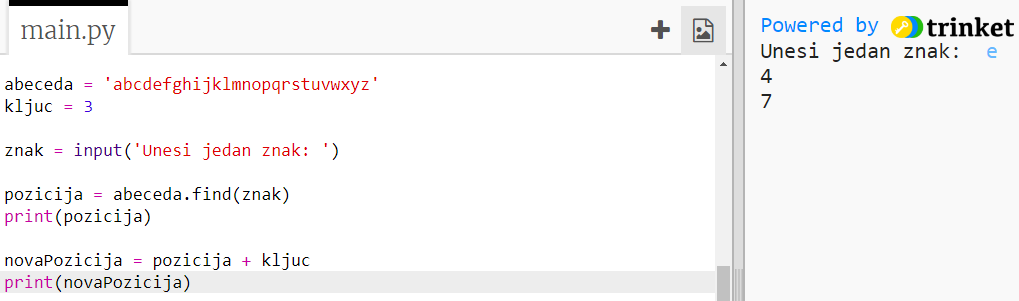 main.py
abeceda = 'abcdefghijklmnopqrstuvwxyz'
kljuc = 3
znak = input('Unesi jedan znak: ')
pozicija = abeceda.find(znak)
print(pozicija)
novaPozicija = pozicija + kljuc
print(novaPozicija)
Powered by trinket
Unesi jedan znak: e
4
7